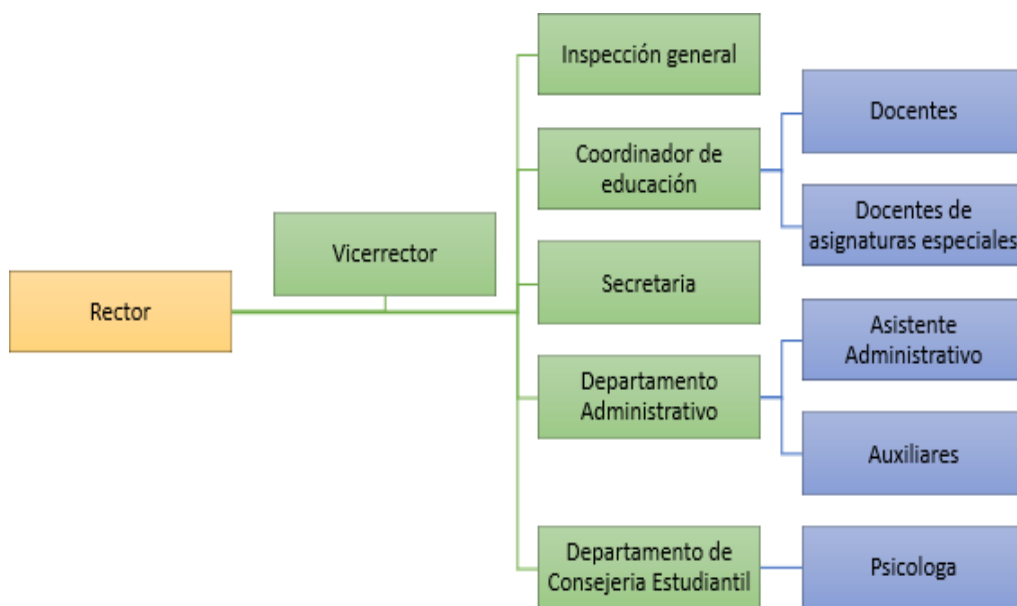 Inspección general
Docentes
Coordinador de
educación
Docentes de
asignaturas especiales
Vicerrector
Secretaria
Rector
Asistente
Administrativo
Departamento
Administrativo
Auxiliares
Departamento de
Consejeria Estudiantil
Psicologa